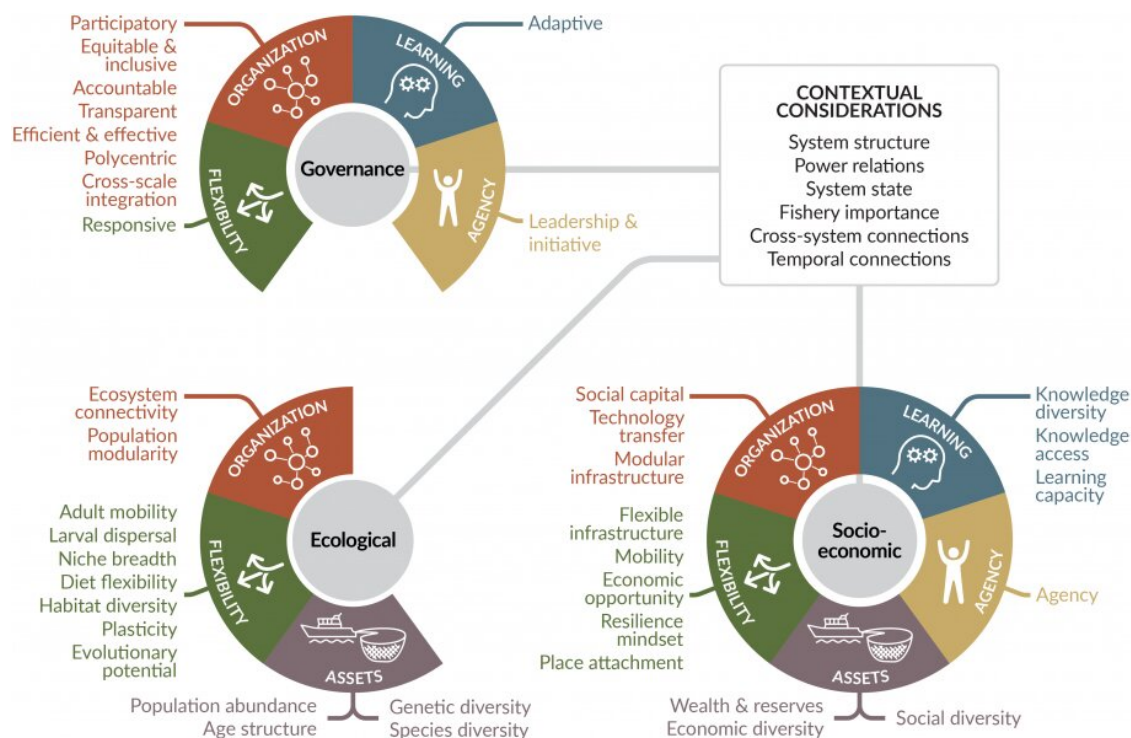 Participatory
Equitable &
inclusive
Accountable
Transparent
Efficient & effective
Polycentric
Cross-scale
integration
Responsive
ORGANIZATION
LEARNING
FLEXIBILITY
AGENCY
Governance
Adaptive
Leadership &
initiative
CONTEXTUAL
CONSIDERATIONS
System structure
Power relations
System state
Fishery importance
Cross-system connections
Temporal connections
Ecosystem
connectivity
Population
modularity
Adult mobility
Larval dispersal
Niche breadth
Diet flexibility
Habitat diversity
Plasticity
Evolutionary
potential
ORGANIZATION
FLEXIBILITY
ASSETS
Ecological
Population abundance
Age structure
Genetic diversity
Species diversity
Social capital
Technology
transfer
Modular
infrastructure
Flexible
infrastructure
Mobility
Economic
opportunity
Resilience
mindset
Place attachment
ORGANIZATION
LEARNING
FLEXIBILITY
AGENCY
ASSETS
Socio-
economic
Knowledge
diversity
Knowledge
access
Learning
capacity
Agency
Wealth & reserves
Economic diversity
Social diversity